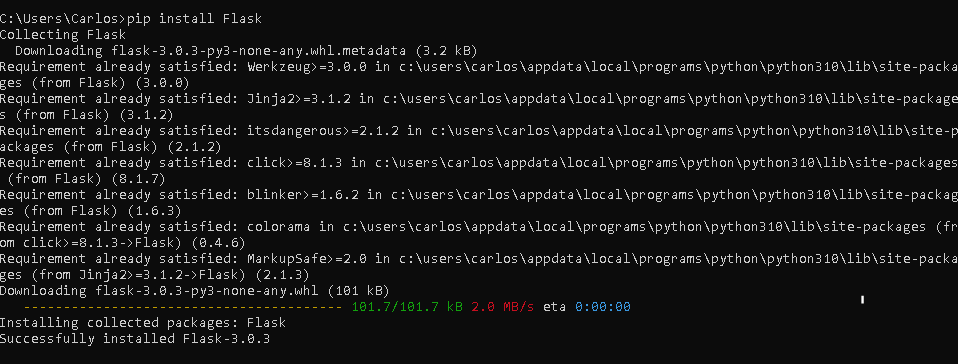 C:\Users\Carlos>pip install Flask
Collecting Flask
  Downloading flask-3.0.3-py3-none-any.whl.metadata (3.2 kB)
Requirement already satisfied: Werkzeug>=3.0.0 in c:\users\carlos\appdata\local\programs\python\python310\lib\site-packa
ges (from Flask) (3.0.0)
Requirement already satisfied: Jinja2>=3.1.2 in c:\users\carlos\appdata\local\programs\python\python310\lib\site-package
s (from Flask) (3.1.2)
Requirement already satisfied: itsdangerous>=2.1.2 in c:\users\carlos\appdata\local\programs\python\python310\lib\site-p
ackages (from Flask) (2.1.2)
Requirement already satisfied: click>=8.1.3 in c:\users\carlos\appdata\local\programs\python\python310\lib\site-packages
 (from Flask) (8.1.7)
Requirement already satisfied: blinker>=1.6.2 in c:\users\carlos\appdata\local\programs\python\python310\lib\site-packag
es (from Flask) (1.6.3)
Requirement already satisfied: colorama in c:\users\carlos\appdata\local\programs\python\python310\lib\site-packages (fr
om click>=8.1.3->Flask) (0.4.6)
Requirement already satisfied: MarkupSafe>=2.0 in c:\users\carlos\appdata\local\programs\python\python310\lib\site-packa
ges (from Jinja2>=3.1.2->Flask) (2.1.3)
Downloading flask-3.0.3-py3-none-any.whl (101 kB)
   ---------------------------------------- 101.7/101.7 kB 2.0 MB/s eta 0:00:00
Installing collected packages: Flask
Successfully installed Flask-3.0.3